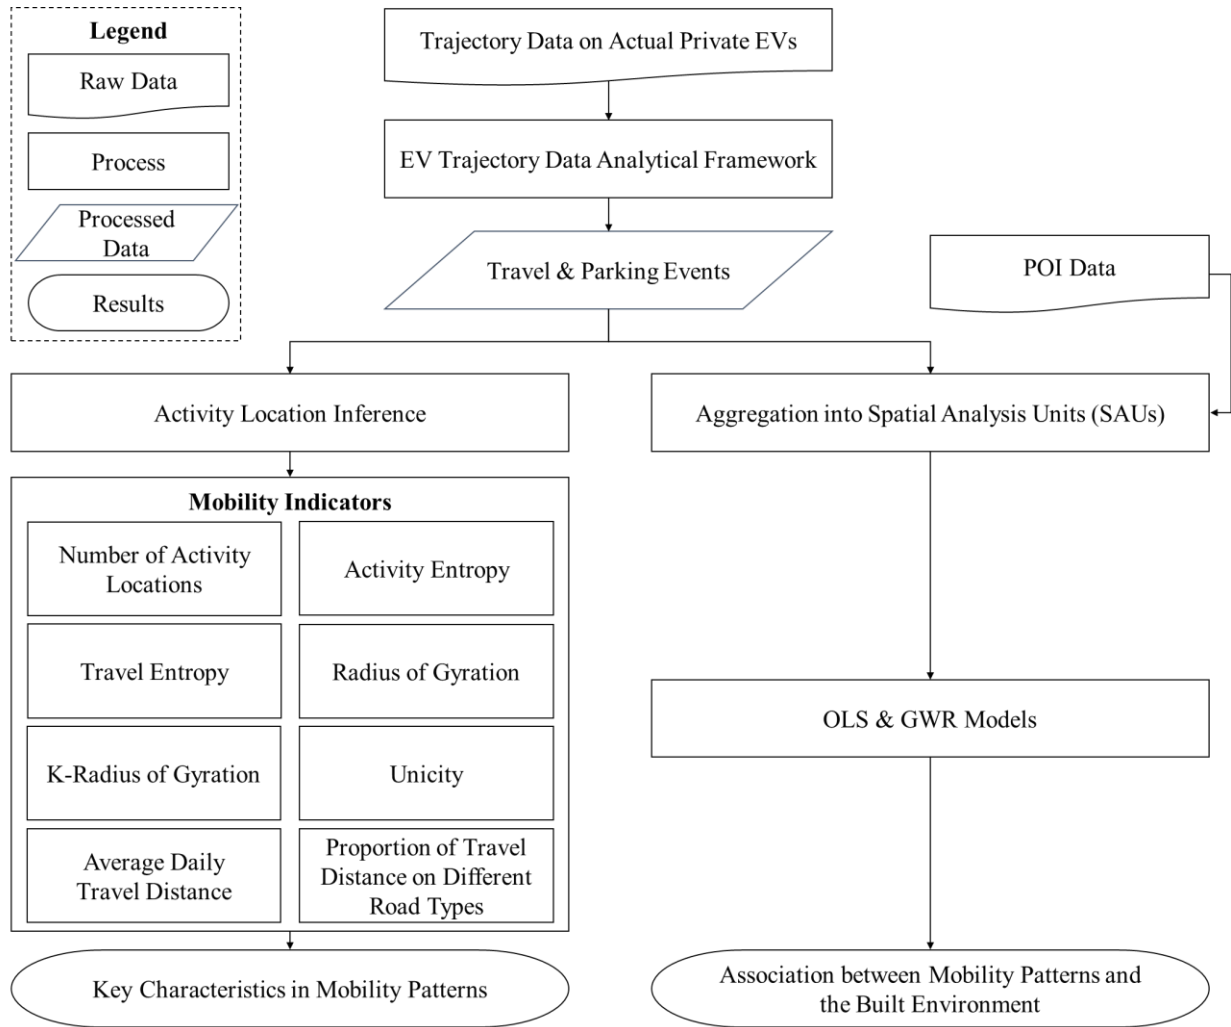 Legend
Raw Data
Process
Processed
Data
Results
Trajectory Data on Actual Private EVs
EV Trajectory Data Analytical Framework
Travel & Parking Events
POI Data
Activity Location Inference
Aggregation into Spatial Analysis Units (SAUs)
Mobility Indicators
Number of Activity
Locations
Activity Entropy
Travel Entropy
Radius of Gyration
K-Radius of Gyration
Unicity
Average Daily
Travel Distance
Proportion of Travel
Distance on Different
Road Types
OLS & GWR Models
Key Characteristics in Mobility Patterns
Association between Mobility Patterns and
the Built Environment